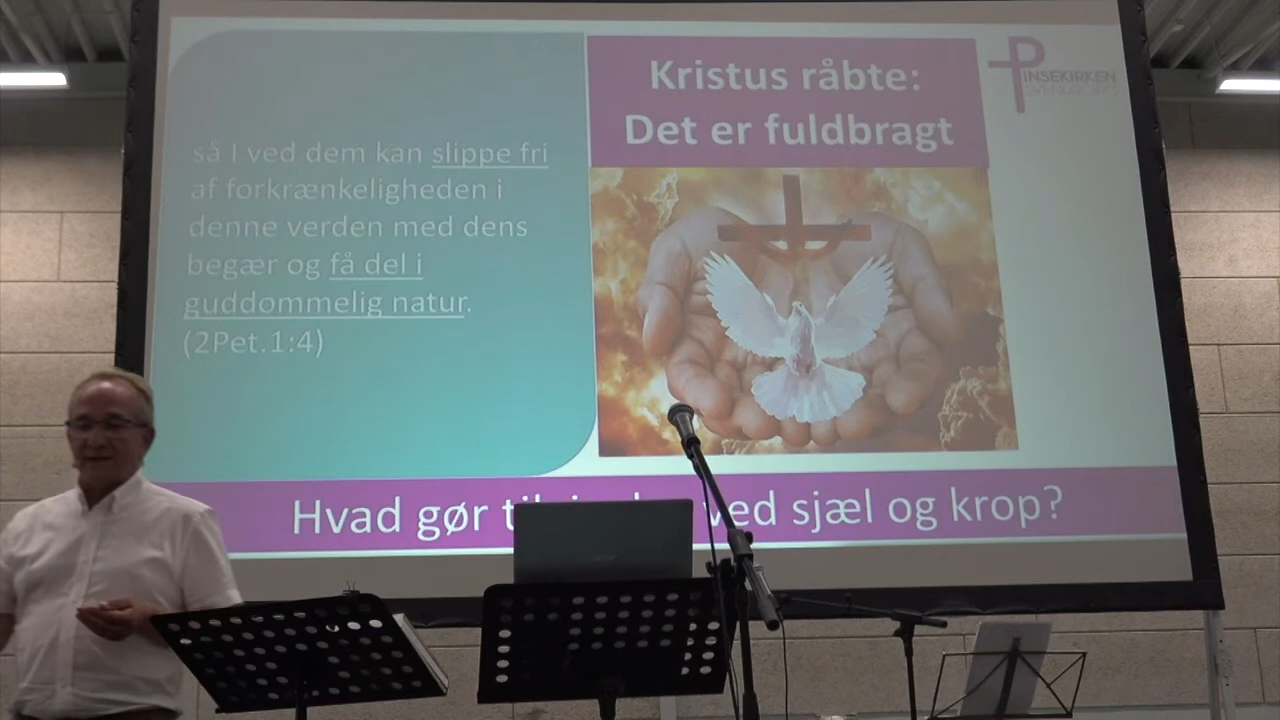 så I ved dem kan slippe fri
af forkrænkeligheden i
denne verden med dens
begær og få del i
guddommelig natur.
(2Pet.1:4)
Kristus råbte:
Det er fuldbragt
PINSEKIRKEN
Hvad gør ved sjæl og krop?
acer